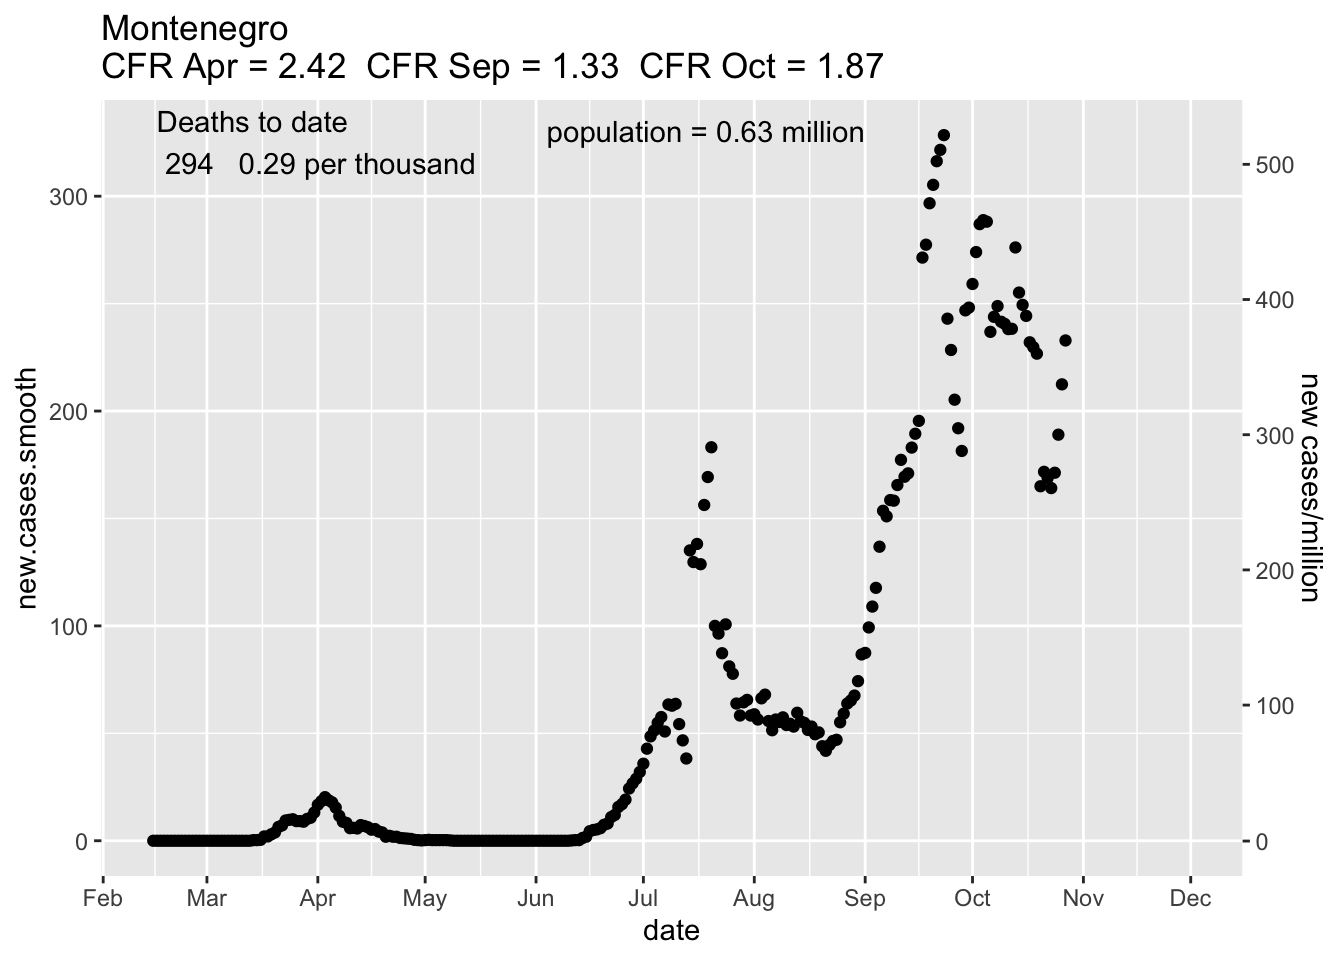 Montenegro
CFR Apr = 2.42 CFR Sep = 1.33 CFR Oct = 1.87
Deaths to date
294 0.29 per thousand
population = 0.63 million
new.cases.smooth
300
200
100
0
500
400
300
200
100
0
new cases/million
Feb Mar Apr May Jun Jul Aug Sep Oct Nov Dec
date